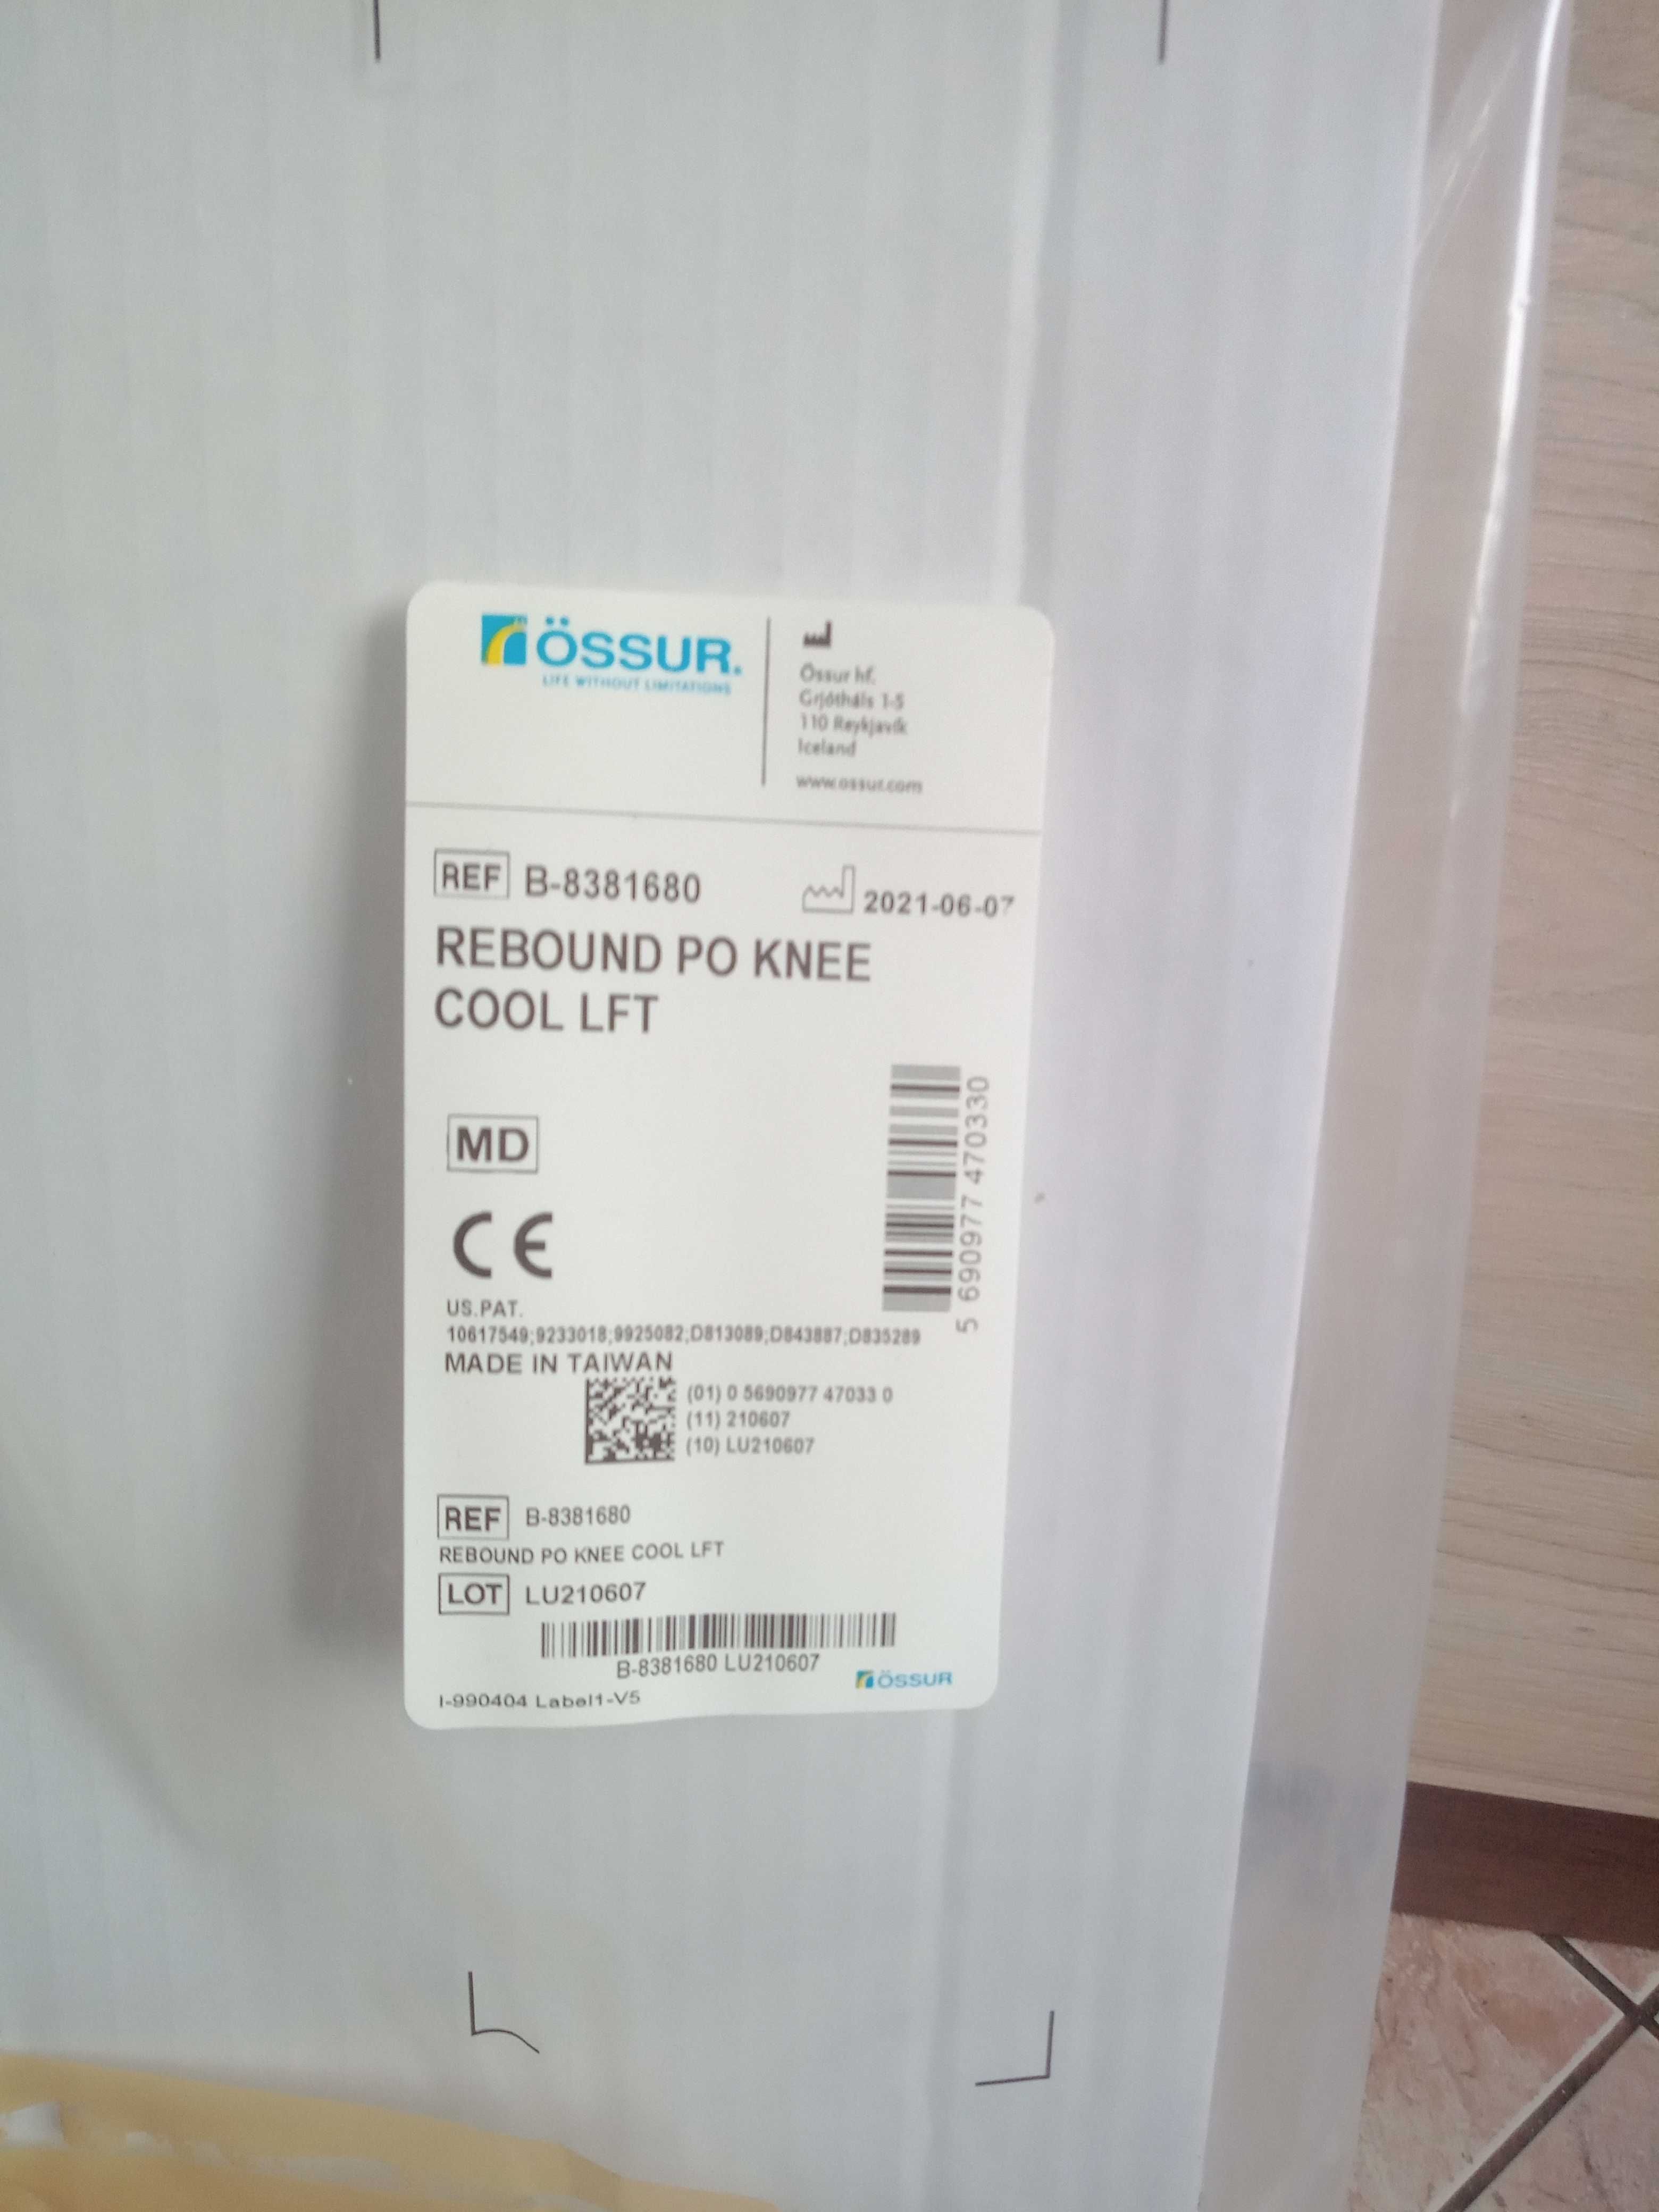 ÖSSUR.
LIFE WITHOUT LIMITATIONS
Össur hf.
Grjótháls 1-5
110 Reykjavík
Iceland
www.ossur.com
REF B-8381680
2021-06-07
REBOUND PO KNEE
COOL LFT
MD
CE
5 690977 470330
US.PAT.
10617549;9233018;9925082;D813089;D843887;D835289
MADE IN TAIWAN
(01) 0 5690977 47033 0
(11) 210607
(10) LU210607
REF B-8381680
REBOUND PO KNEE COOL LFT
LOT LU210607
B-8381680 LU210607
ÖSSUR
I-990404 Label1-V5